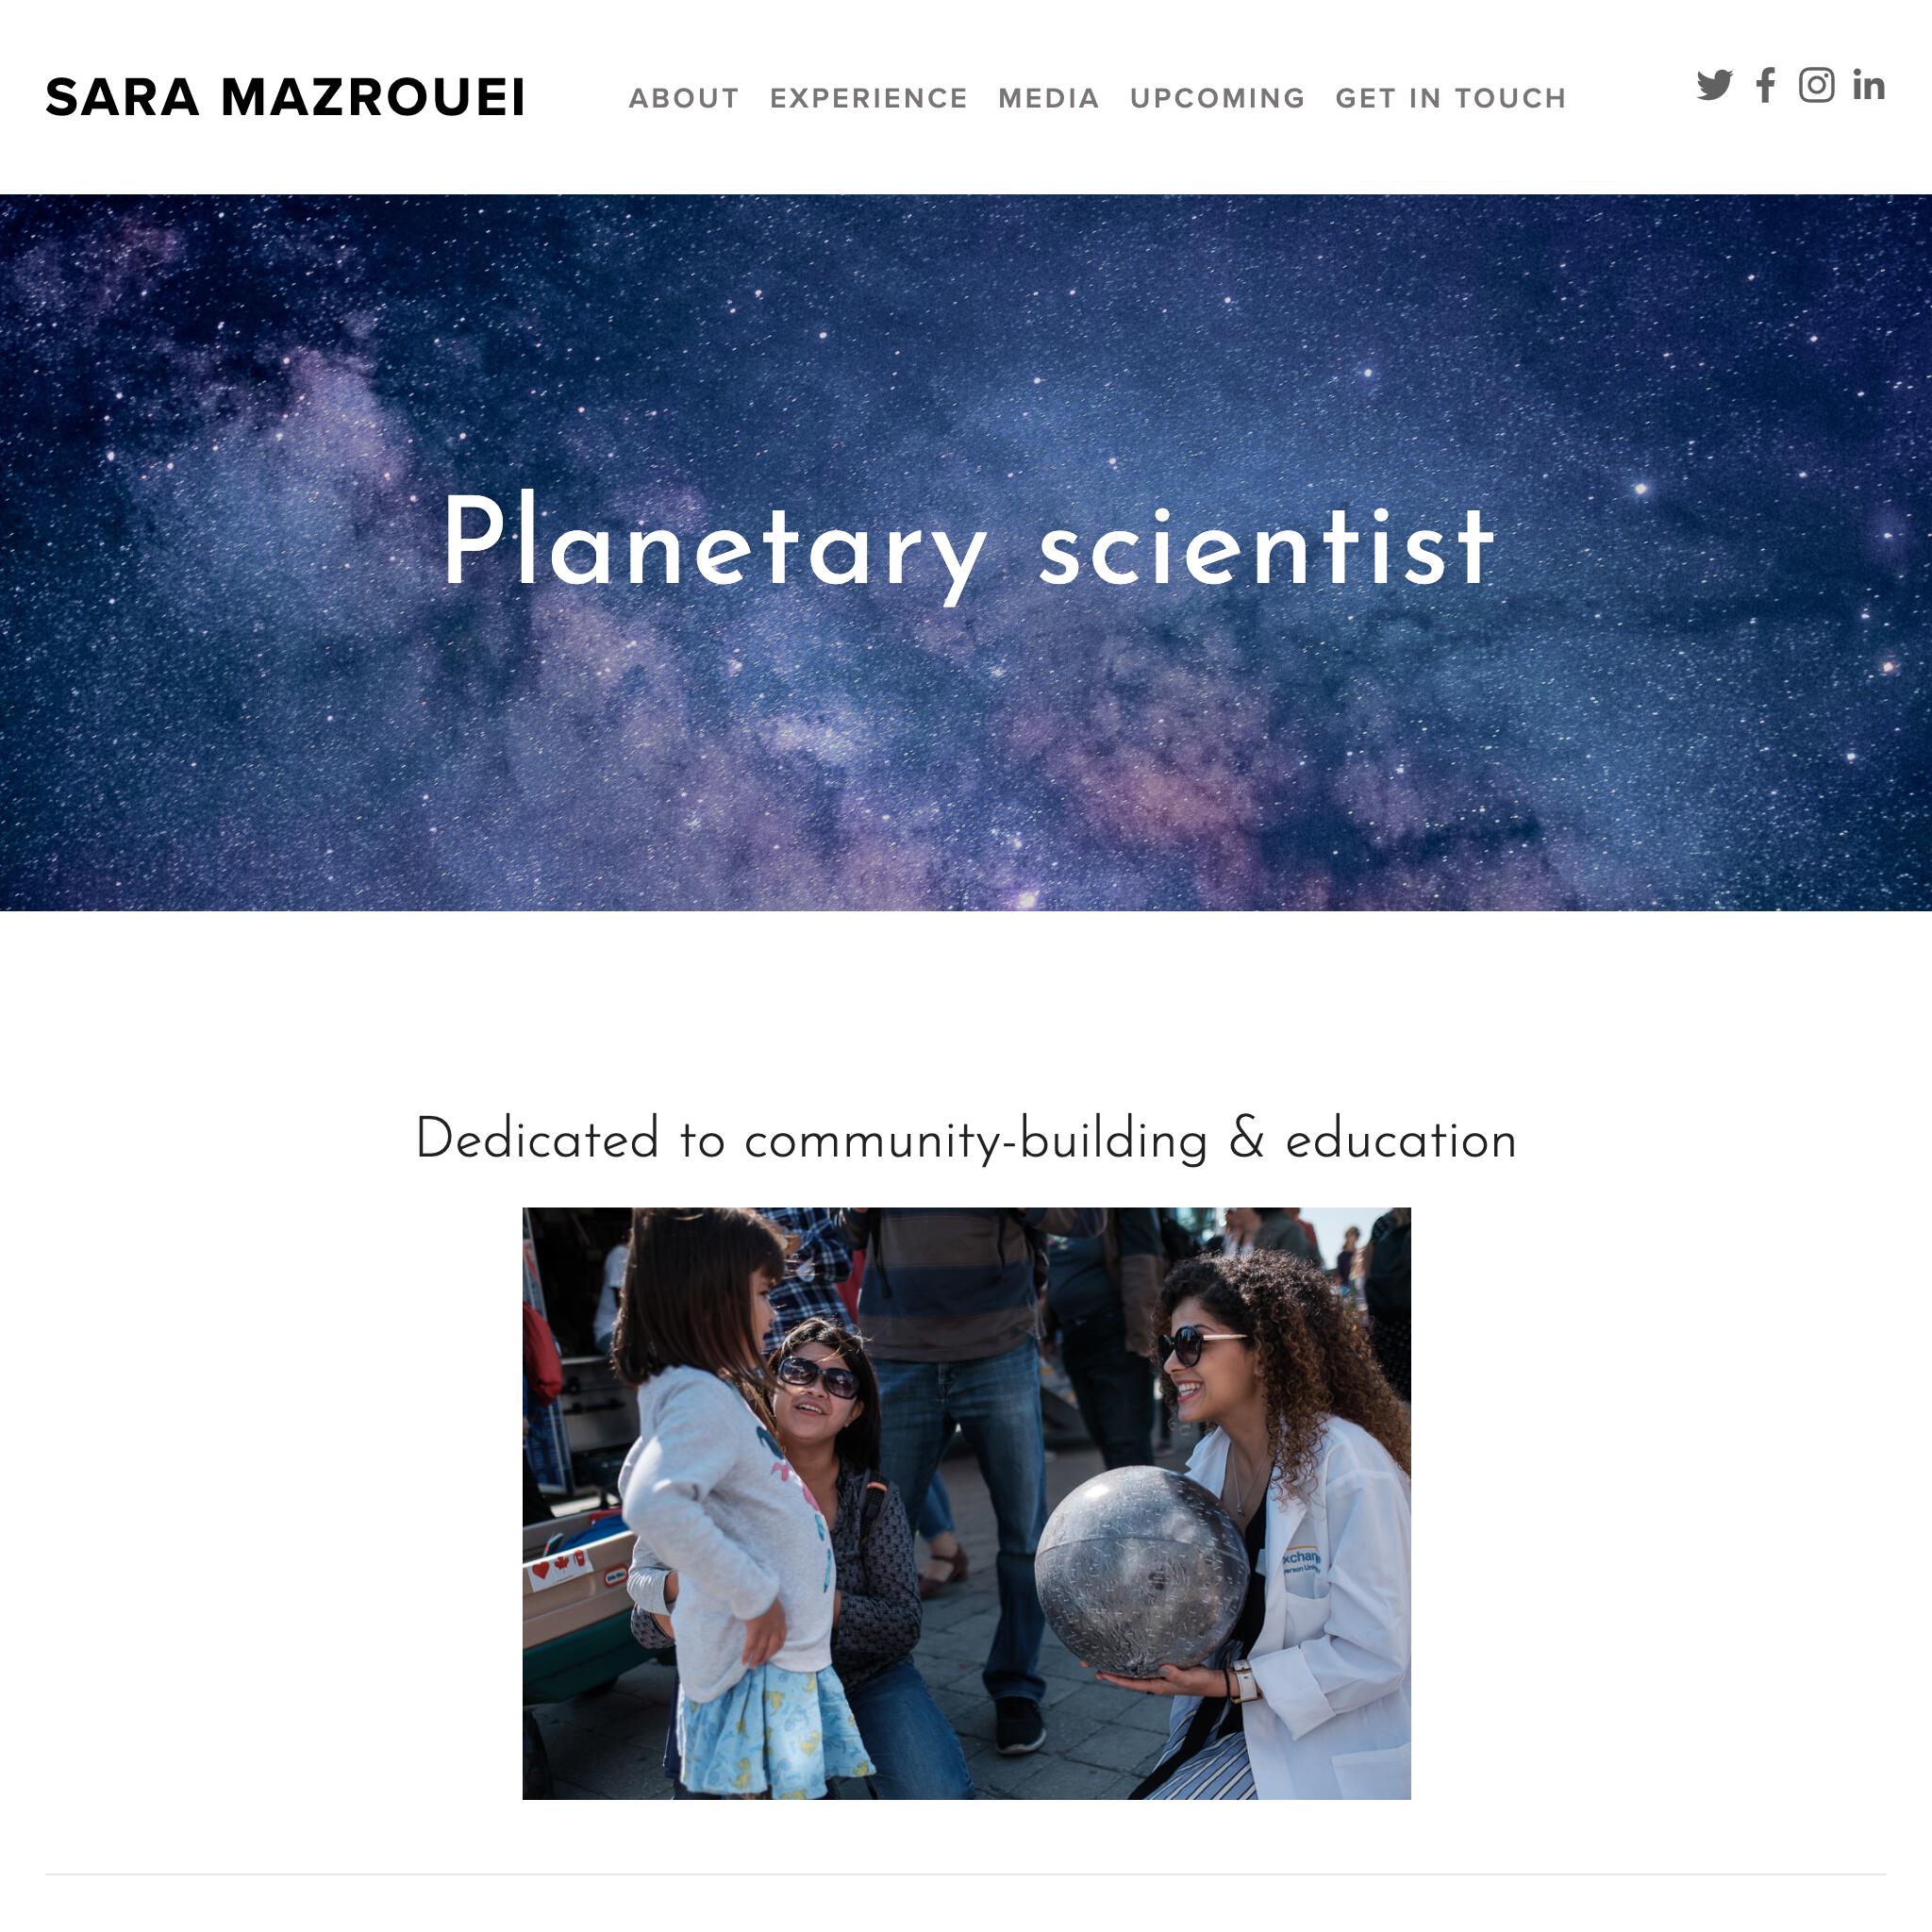 SARA MAZROUEI
ABOUT EXPERIENCE MEDIA UPCOMING GET IN TOUCH
Planetary scientist
Dedicated to community-building & education